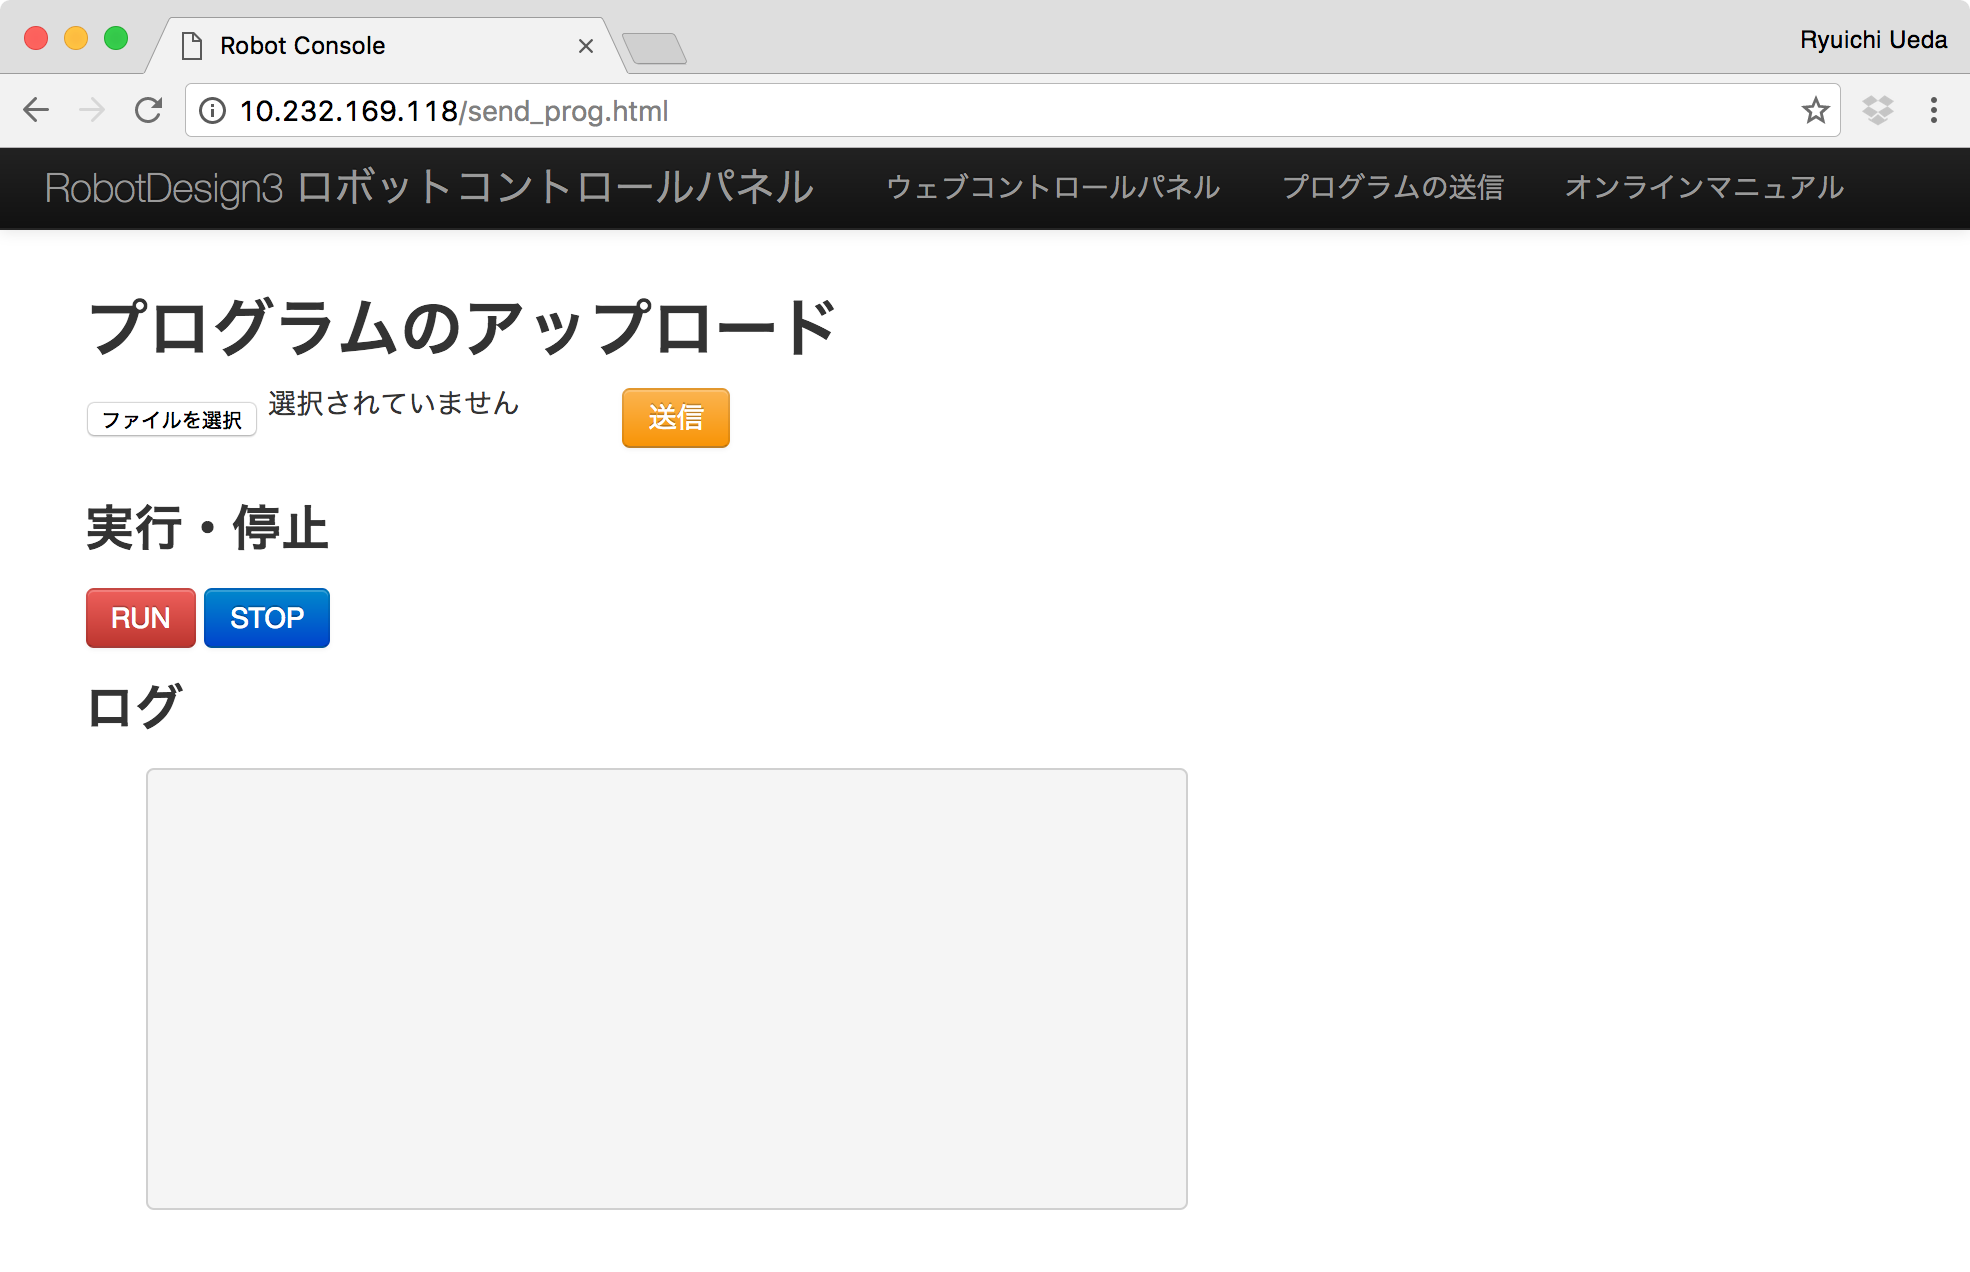 Robot Console
Ryuichi Ueda
10.232.169.118/send_prog.html
RobotDesign3 ロボットコントロールパネル ウェブコントロールパネル プログラムの送信 オンラインマニュアル
プログラムのアップロード
ファイルを選択 選択されていません 送信
実行・停止
RUN STOP
ログ